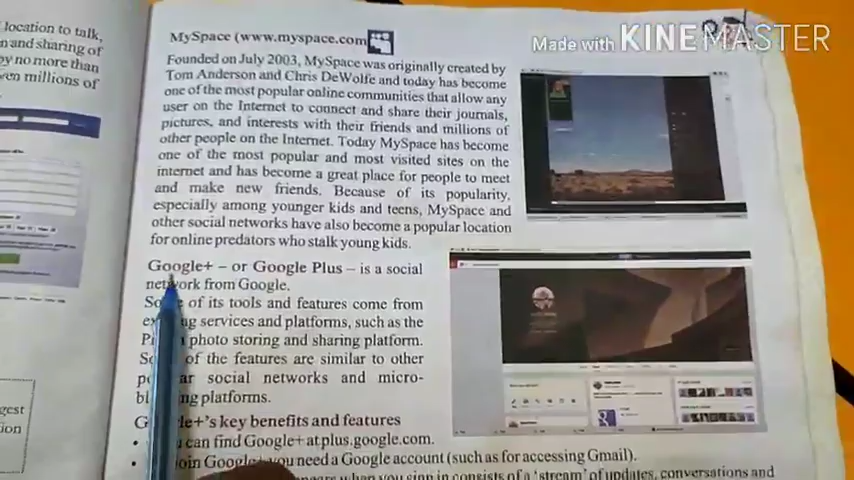 location to talk,
n and sharing of
by no more than
ven millions of
gest
ion
Made with KINEMASTER
MySpace (www.myspace.com
Founded on July 2003, MySpace was originally created by
Tom Anderson and Chris DeWolfe and today has become
one of the most popular online communities that allow any
user on the Internet to connect and share their journals,
pictures, and interests with their friends and millions of
other people on the Internet. Today MySpace has become
one of the most popular and most visited sites on the
internet and has become a great place for people to meet
and make new friends. Because of its popularity,
especially among younger kids and teens, MySpace and
other social networks have also become a popular location
for online predators who stalk young kids.
Google+ – or Google Plus – is a social
network from Google.
of its tools and features come from
services and platforms, such as the
photo storing and sharing platform.
of the features are similar to other
social networks and micro-
platforms.
key benefits and features
• can find Google+ at plus.google.com.
• join Google+ you need a Google account (such as for accessing Gmail).
when you sign in consists of a ‘stream’ of updates, conversations and